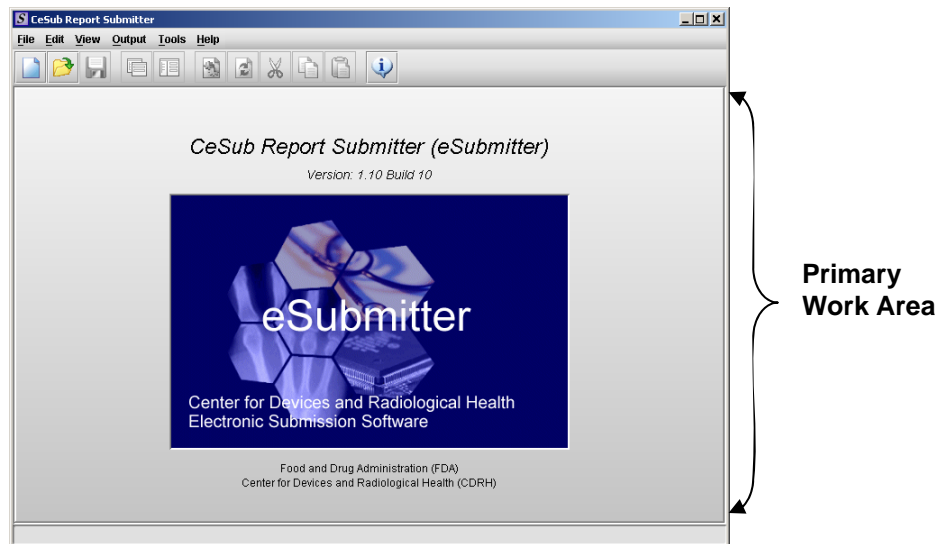 CeSub Report Submitter
File Edit View Output Tools Help
CeSub Report Submitter (eSubmitter)
Version: 1.10 Build 10
eSubmitter
Center for Devices and Radiological Health
Electronic Submission Software
Food and Drug Administration (FDA)
Center for Devices and Radiological Health (CDRH)
Primary
Work Area